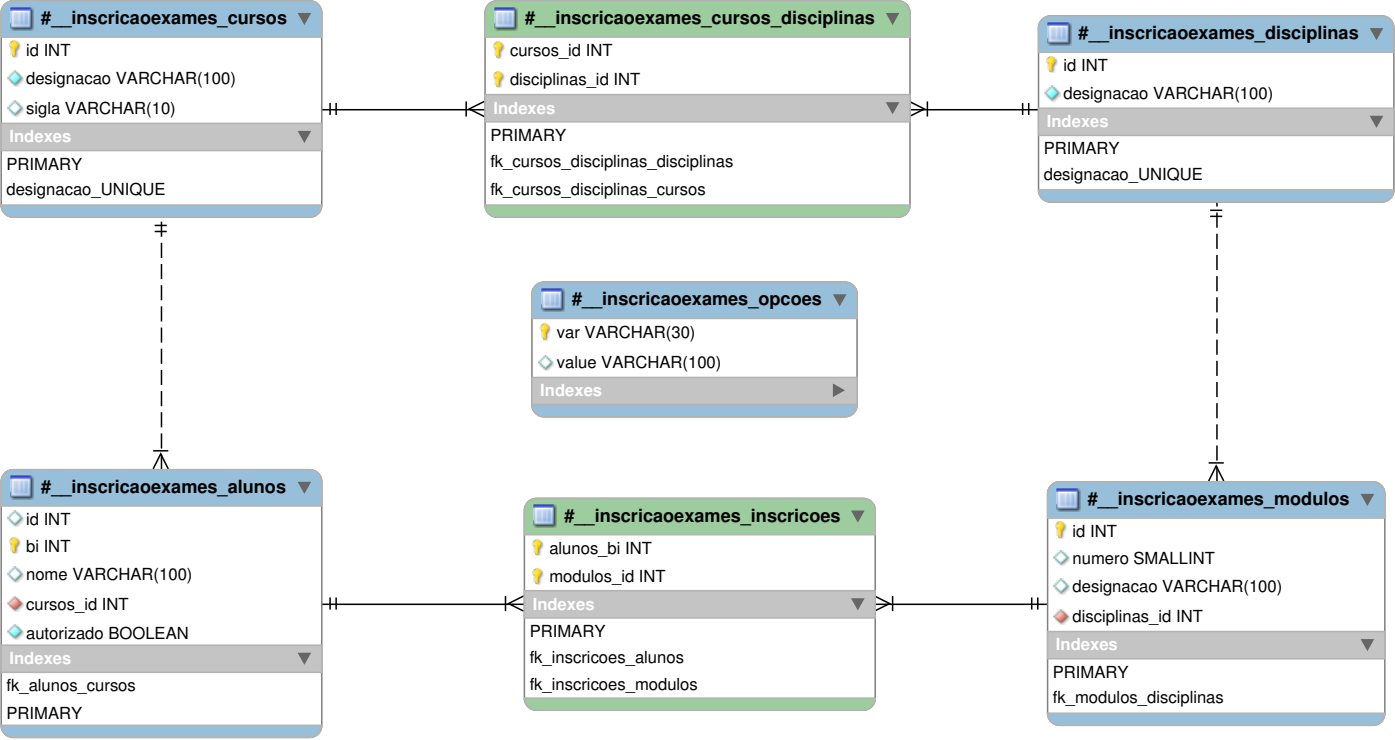 #__inscricaoexames_cursos
id INT
designacao VARCHAR(100)
sigla VARCHAR(10)
Indexes
PRIMARY
designacao_UNIQUE
#__inscricaoexames_cursos_disciplinas
cursos_id INT
disciplinas_id INT
Indexes
PRIMARY
fk_cursos_disciplinas_disciplinas
fk_cursos_disciplinas_cursos
#__inscricaoexames_disciplinas
id INT
designacao VARCHAR(100)
Indexes
PRIMARY
designacao_UNIQUE
#__inscricaoexames_opcoes
var VARCHAR(30)
value VARCHAR(100)
Indexes
#__inscricaoexames_alunos
id INT
bi INT
nome VARCHAR(100)
cursos_id INT
autorizado BOOLEAN
Indexes
fk_alunos_cursos
PRIMARY
#__inscricaoexames_inscricoes
alunos_bi INT
modulos_id INT
Indexes
PRIMARY
fk_inscricoes_alunos
fk_inscricoes_modulos
#__inscricaoexames_modulos
id INT
numero SMALLINT
designacao VARCHAR(100)
disciplinas_id INT
Indexes
PRIMARY
fk_modulos_disciplinas